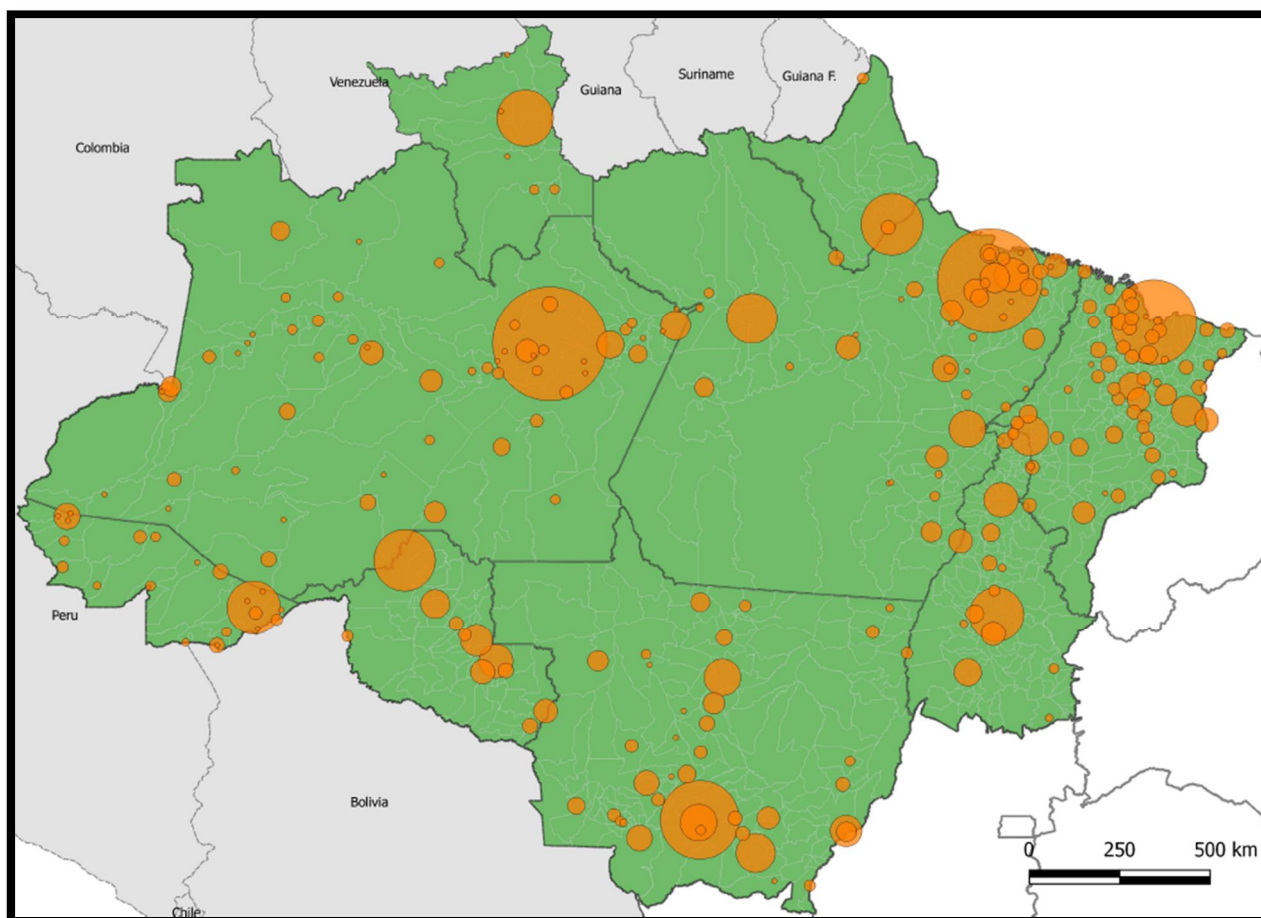 Venezuela
Guiana
Suriname
Guiana F.
Colombia
Peru
Bolivia
Chile
0 250 500 km